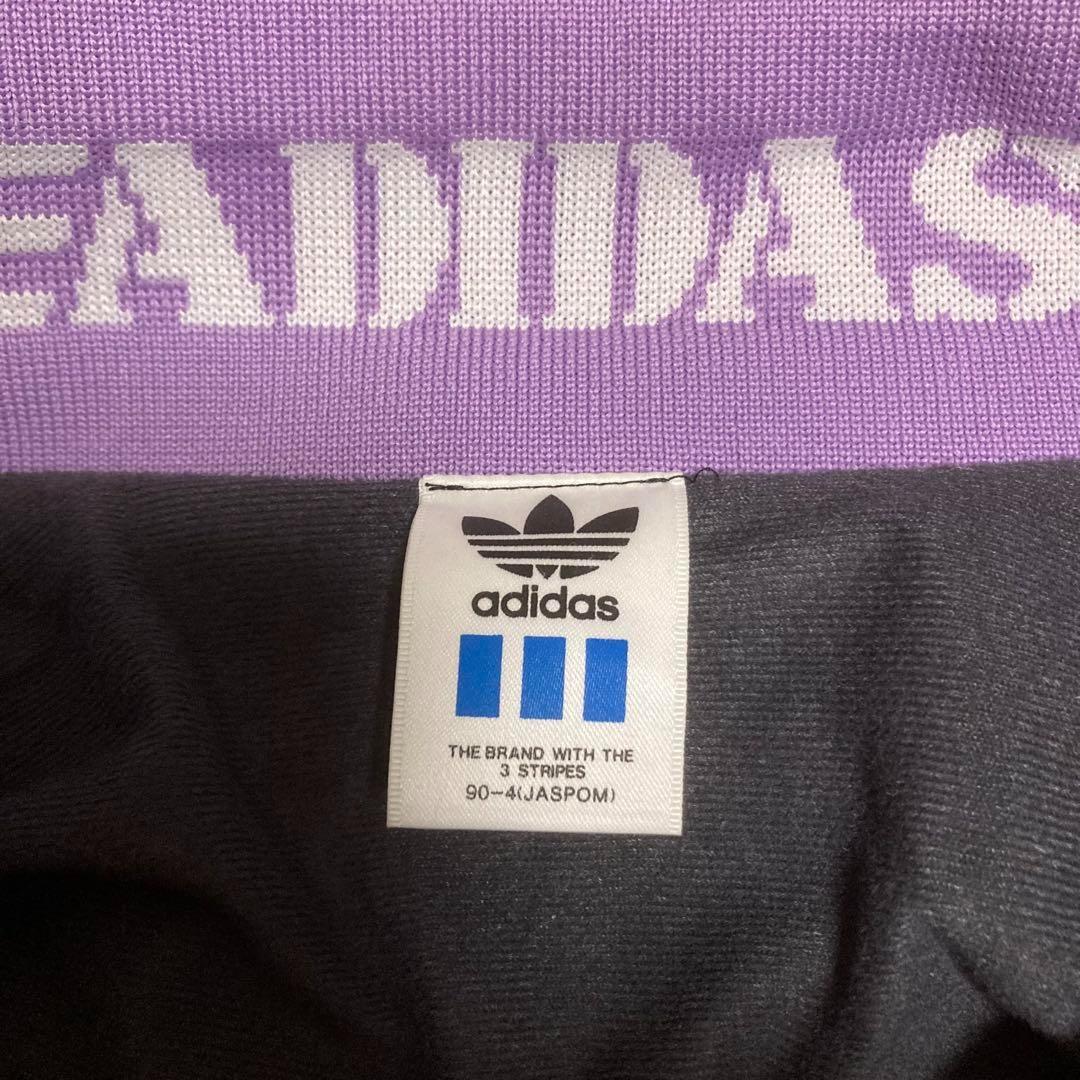 EADIDAS
adidas
THE BRAND WITH THE
3 STRIPES
90-4(JASPOM)